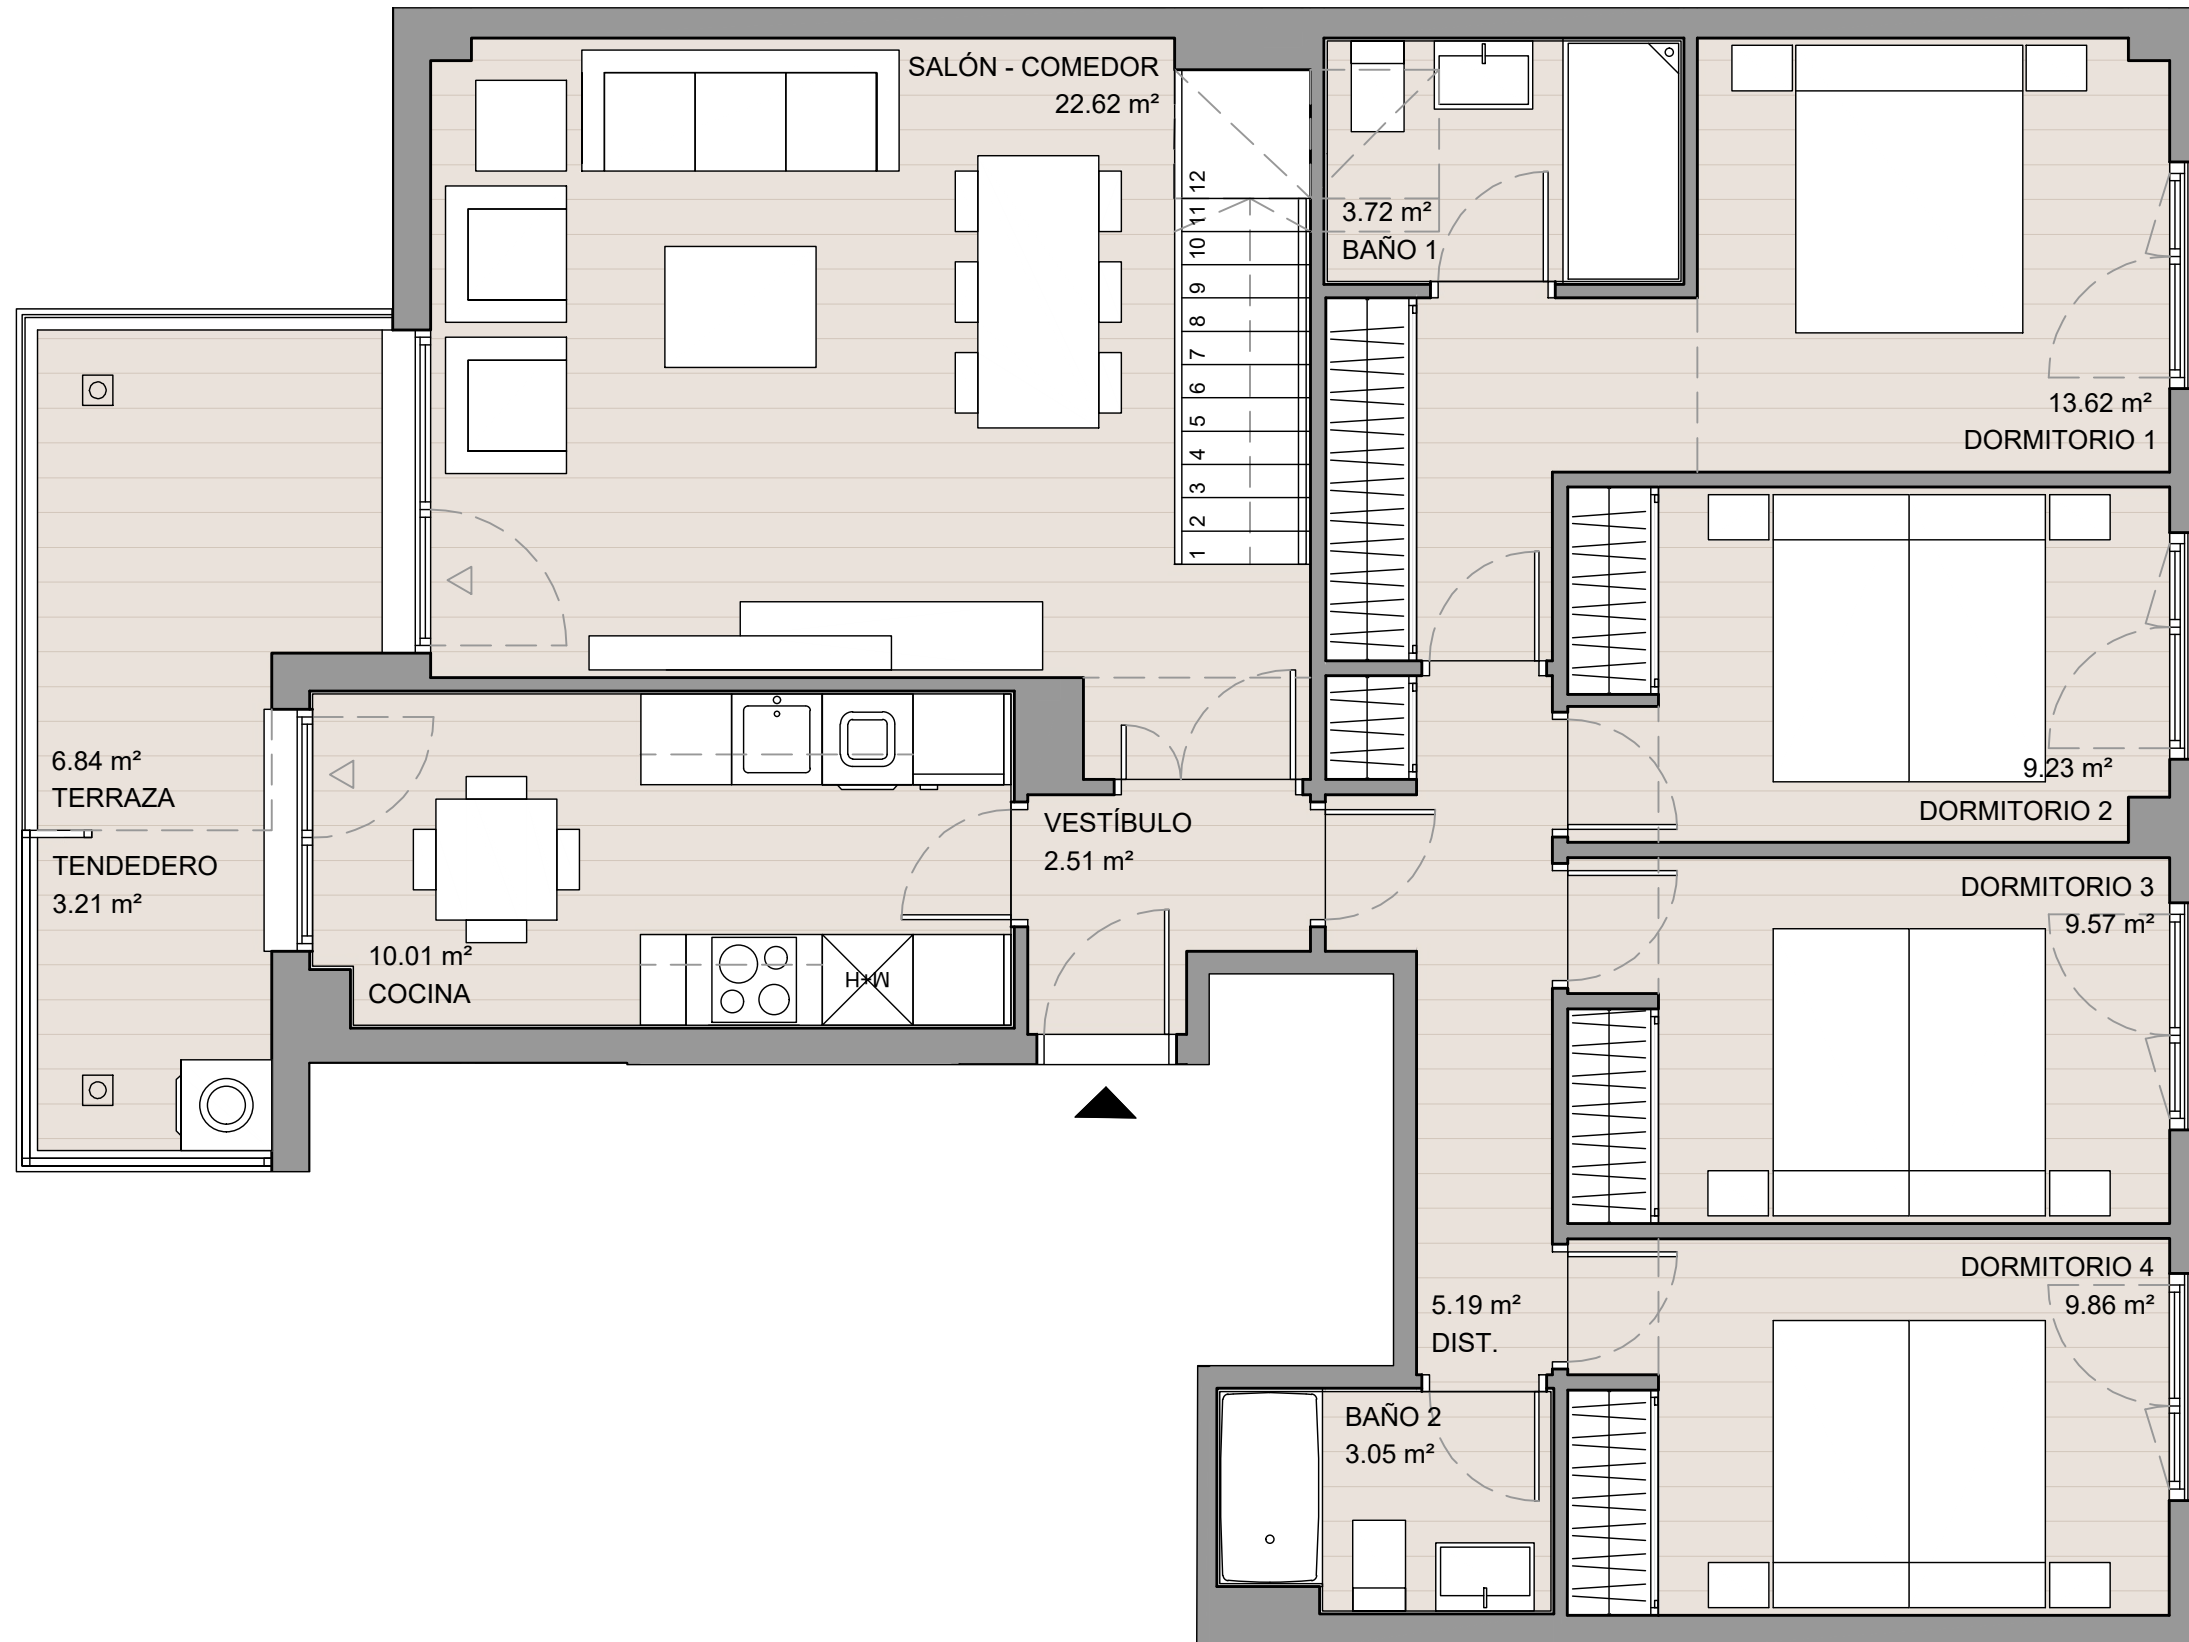 SALÓN - COMEDOR
22.62 m²
12
11
10
9
8
7
6
5
4
3
2
1
3.72 m²
BAÑO 1
13.62 m²
DORMITORIO 1
9.23 m²
DORMITORIO 2
6.84 m²
TERRAZA
TENDEDERO
3.21 m²
VESTÍBULO
2.51 m²
10.01 m²
COCINA
M+H
DORMITORIO 3
9.57 m²
DORMITORIO 4
9.86 m²
5.19 m²
DIST.
BAÑO 2
3.05 m²